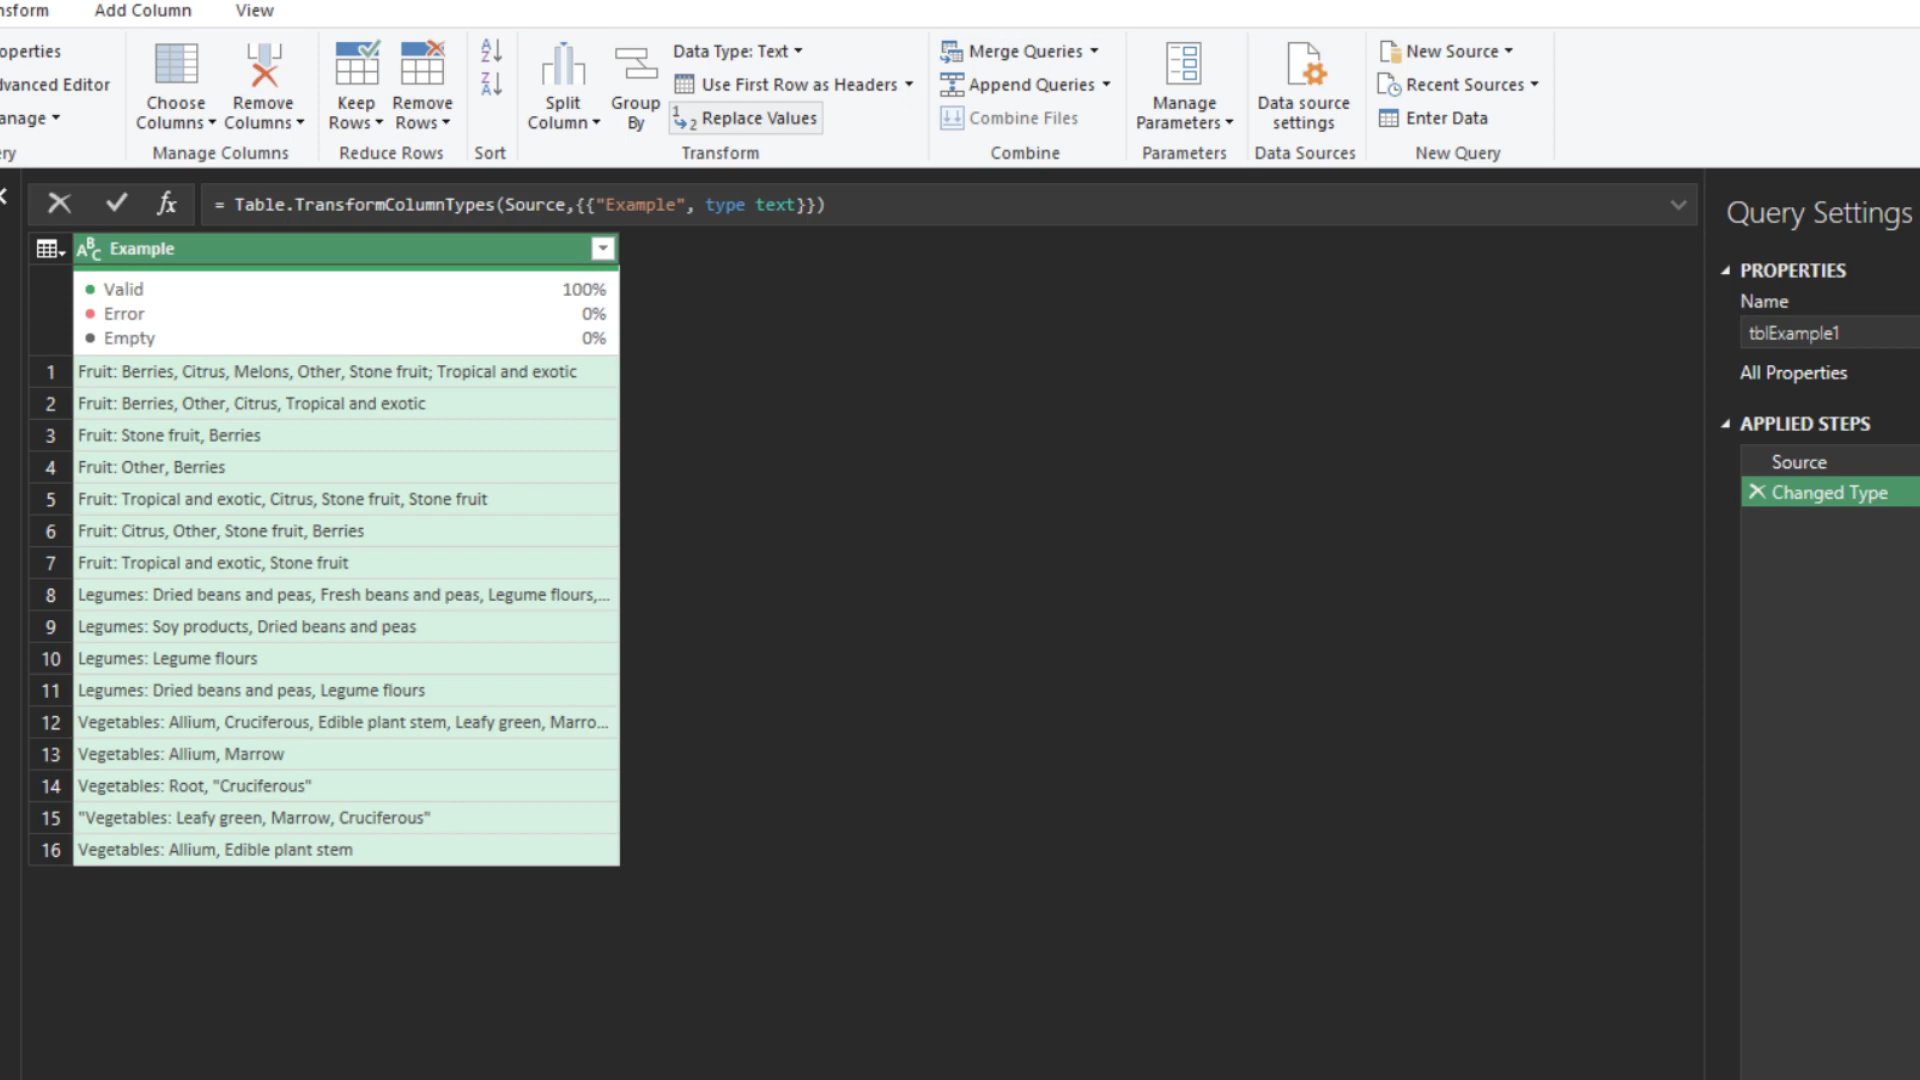 nsform Add Column View
operties
dvanced Editor
anage
ry
Choose Columns
Remove Columns
Manage Columns
Keep Rows
Remove Rows
Reduce Rows
A Z
Z A
Sort
Split Column
Group By
Data Type: Text
Use First Row as Headers
1 2 Replace Values
Transform
Merge Queries
Append Queries
Combine Files
Combine
Manage Parameters
Parameters
Data source settings
Data Sources
New Source
Recent Sources
Enter Data
New Query
fx = Table.TransformColumnTypes(Source,{{"Example", type text}})
ABC Example
Valid 100%
Error 0%
Empty 0%
1 Fruit: Berries, Citrus, Melons, Other, Stone fruit; Tropical and exotic
2 Fruit: Berries, Other, Citrus, Tropical and exotic
3 Fruit: Stone fruit, Berries
4 Fruit: Other, Berries
5 Fruit: Tropical and exotic, Citrus, Stone fruit, Stone fruit
6 Fruit: Citrus, Other, Stone fruit, Berries
7 Fruit: Tropical and exotic, Stone fruit
8 Legumes: Dried beans and peas, Fresh beans and peas, Legume flours,...
9 Legumes: Soy products, Dried beans and peas
10 Legumes: Legume flours
11 Legumes: Dried beans and peas, Legume flours
12 Vegetables: Allium, Cruciferous, Edible plant stem, Leafy green, Marro...
13 Vegetables: Allium, Marrow
14 Vegetables: Root, "Cruciferous"
15 "Vegetables: Leafy green, Marrow, Cruciferous"
16 Vegetables: Allium, Edible plant stem
Query Settings
PROPERTIES
Name
tblExample1
All Properties
APPLIED STEPS
Source
Changed Type